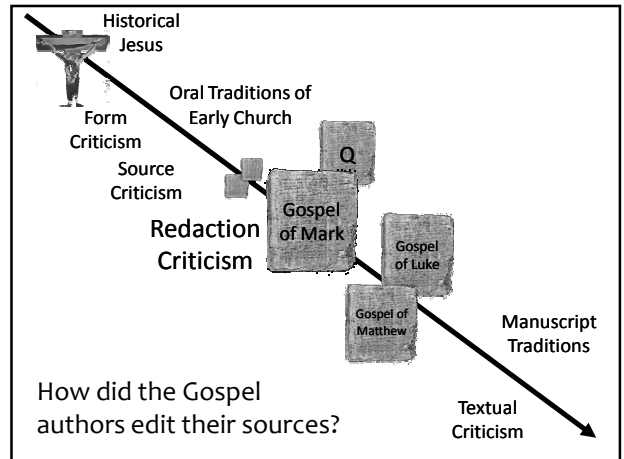 Historical
Jesus
Oral Traditions of
Early Church
Form
Criticism
Source
Criticism
Q
Gospel
of Mark
Redaction
Criticism
Gospel
of Luke
Gospel of
Matthew
Manuscript
Traditions
How did the Gospel
authors edit their sources?
Textual
Criticism